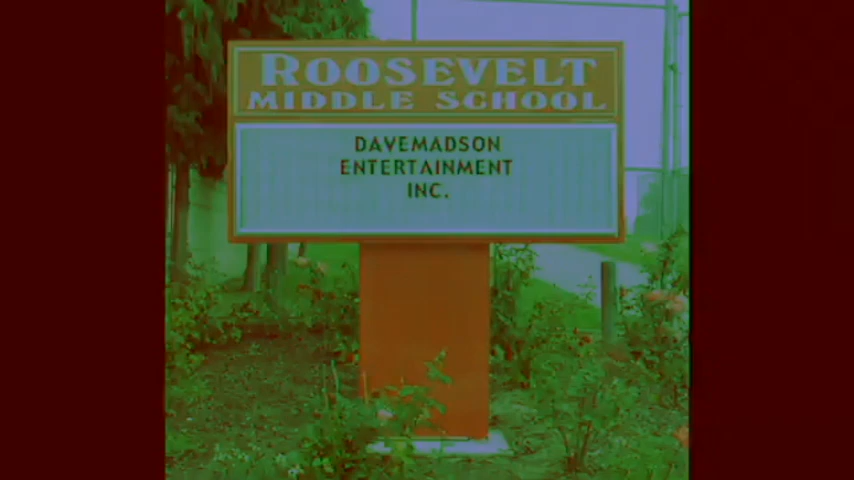 ROOSEVELT
MIDDLE SCHOOL
DAVEMADSON
ENTERTAINMENT
INC.